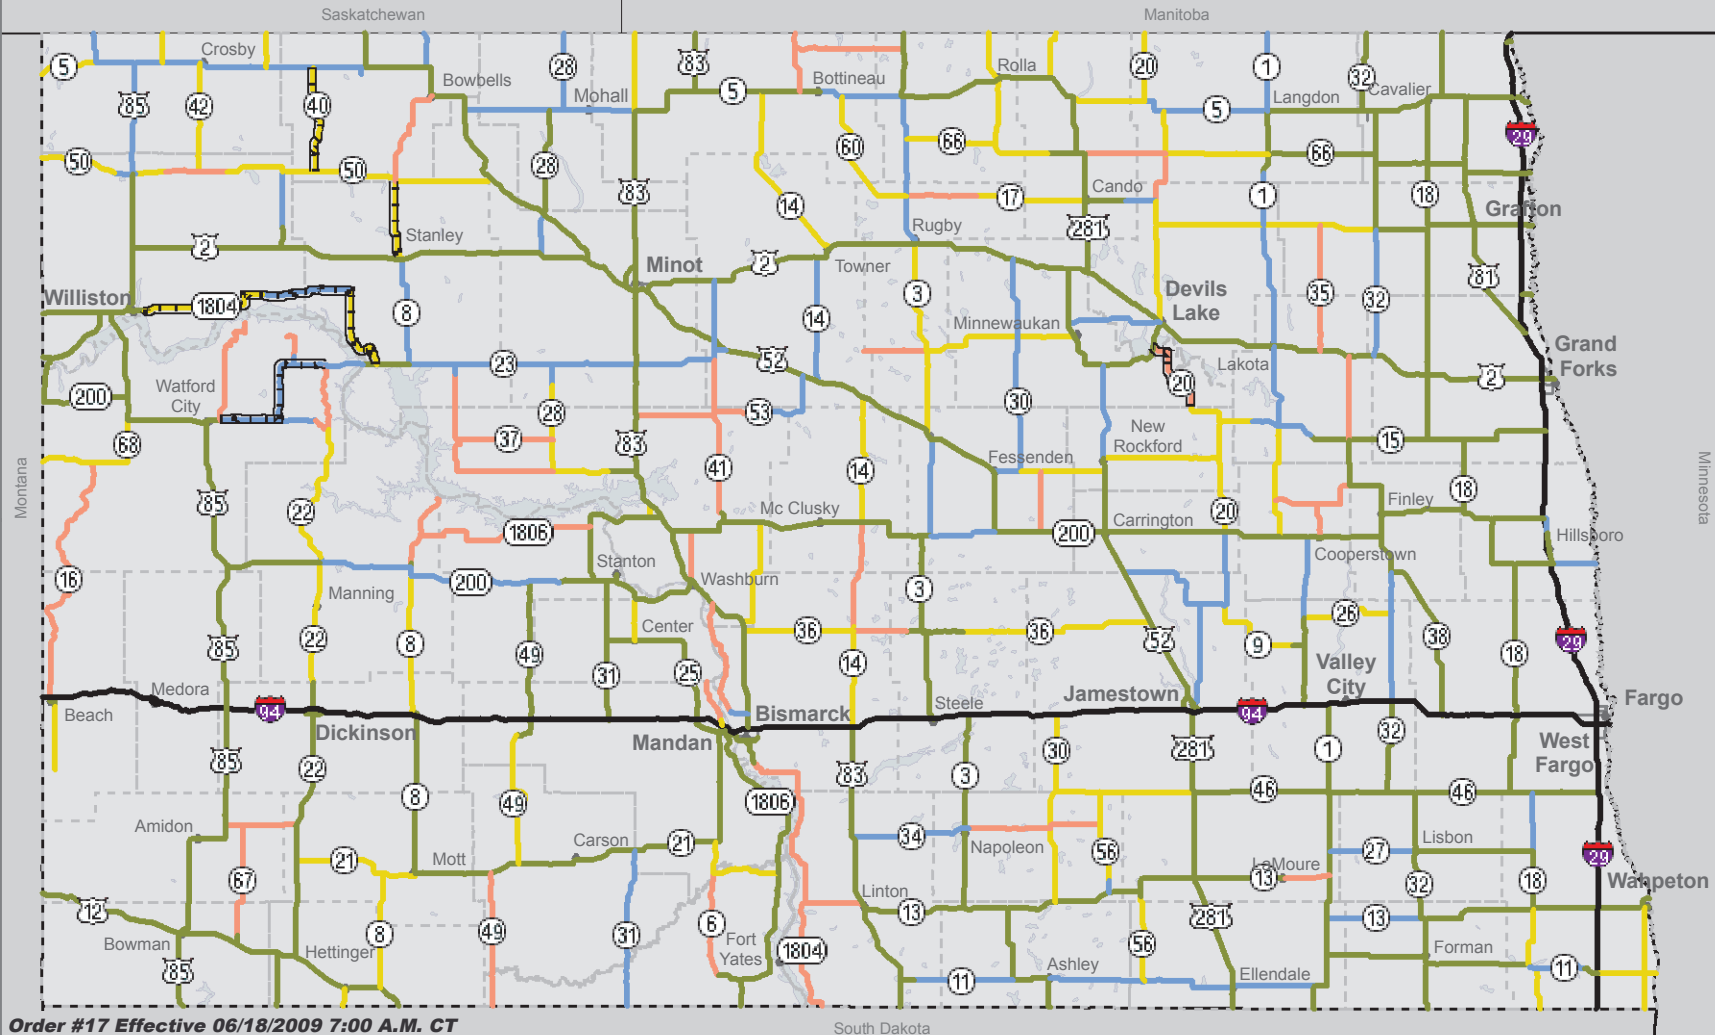 Saskatchewan
Manitoba
Crosby
5
85
42
40
Bowbells
28
Mohall
83
5
Bottineau
Rolla
20
1
32
Cavalier
5
Langdon
29
50
50
28
83
60
66
66
14
17
Cando
1
18
Grafton
2
Stanley
Minot
2
Towner
Rugby
281
81
Williston
1804
8
14
3
Minnewaukan
Devils
Lake
35
32
Grand
Forks
200
Watford
City
23
52
20
Lakota
2
68
28
37
53
83
30
New
Rockford
15
Montana
Minnesota
85
22
41
14
Fessenden
20
Finley
18
1806
Mc Clusky
200
Carrington
Cooperstown
Hillsboro
16
Manning
200
Stanton
Washburn
3
85
22
8
49
31
Center
25
36
14
36
52
9
26
38
18
29
Medora
Beach
94
Dickinson
Mandan
Bismarck
Steele
Jamestown
94
Valley
City
Fargo
West
Fargo
85
22
8
49
1806
83
3
30
281
1
32
46
46
Amidon
21
67
Mott
Carson
21
34
Napoleon
56
LaMoure
13
27
Lisbon
32
18
29
Wahpeton
12
Bowman
85
Hettinger
8
49
31
6
Fort
Yates
1804
Linton
13
11
Ashley
56
281
Ellendale
13
Forman
11
Order #17 Effective 06/18/2009 7:00 A.M. CT
South Dakota